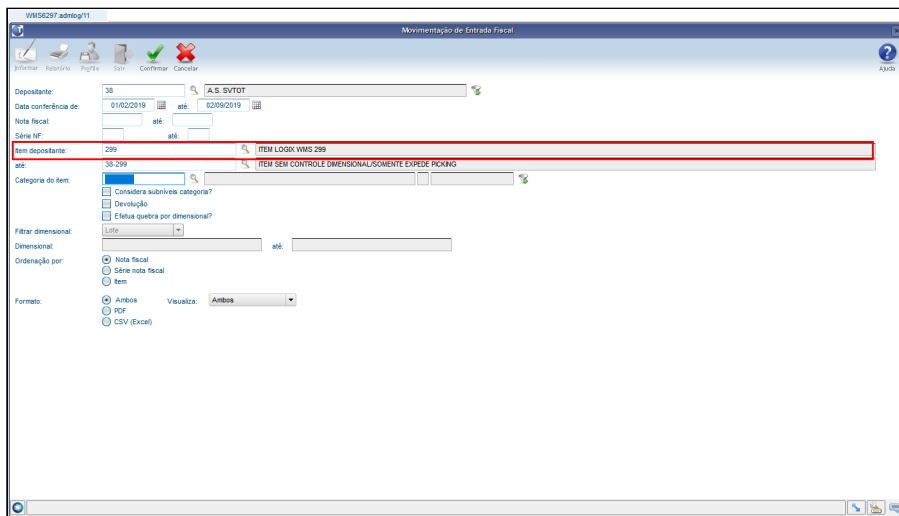 WMS6297:admlog/11
Movimentação de Entrada Fiscal
Informar Relatório Profile Sair Confirmar Cancelar Ajuda
Depositante: 38 A.S. SVTOT
Data conferência de: 01/02/2019 até: 02/09/2019
Nota fiscal: até:
Série NF: até:
Item depositante: 299 ITEM LOGIX WMS 299
até: 38-299 ITEM SEM CONTROLE DIMENSIONAL/SOMENTE EXPEDE PICKING
Categoria do item:
Considera subníveis categoria?
Devolução
Efetua quebra por dimensional?
Filtrar dimensional: Lote
Dimensional: até:
Ordenação por: Nota fiscal
Série nota fiscal
Item
Formato: Ambos Visualiza: Ambos
PDF
CSV (Excel)